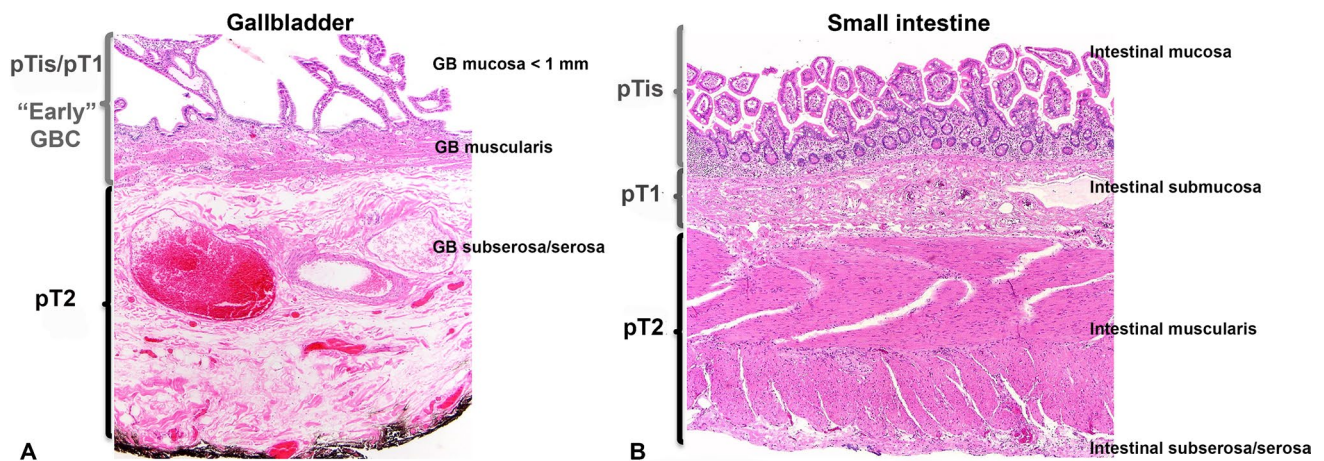 Gallbladder
pTis/pT1
“Early”
GBC
pT2
GB mucosa < 1 mm
GB muscularis
GB subserosa/serosa
A
Small intestine
pTis
pT1
pT2
Intestinal mucosa
Intestinal submucosa
Intestinal muscularis
Intestinal subserosa/serosa
B